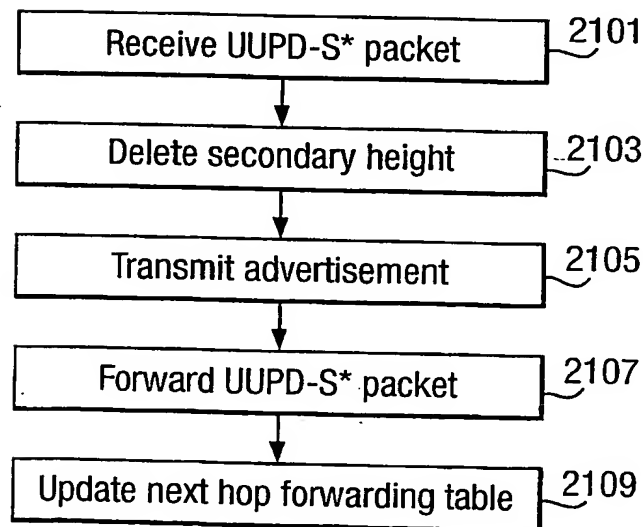 Receive UUPD-S* packet 2101
Delete secondary height 2103
Transmit advertisement 2105
Forward UUPD-S* packet 2107
Update next hop forwarding table 2109